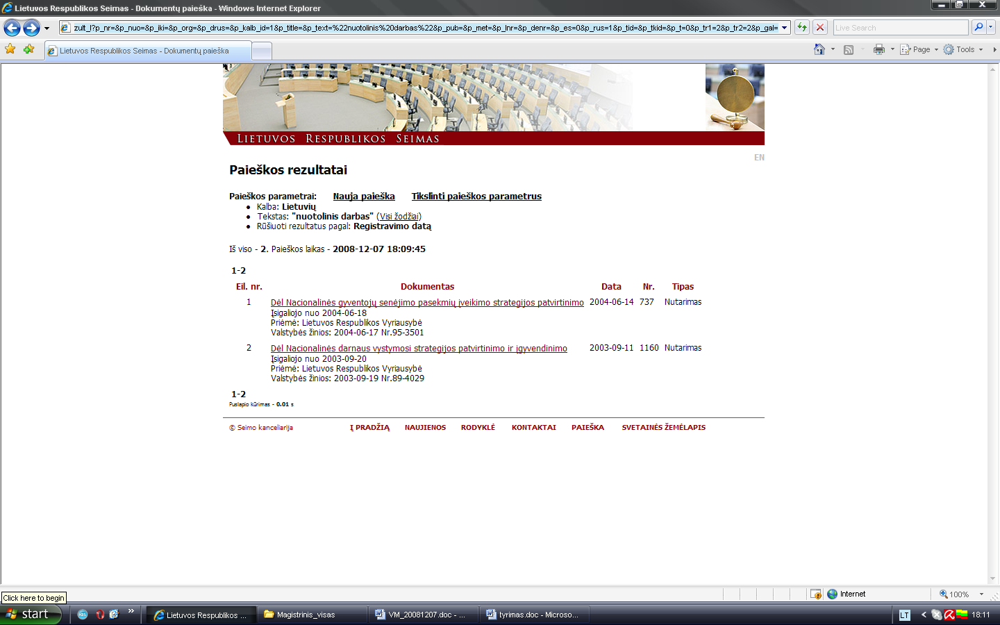 Lietuvos Respublikos Seimas - Dokumentų paieška - Windows Internet Explorer
zult_l?p_nr=&p_nuo=&p_iki=&p_org=&p_drus=&p_kalb_id=1&p_title=&p_text=%22nuotolinis%20darbas%22&p_pub=&p_met=&p_lnr=&p_denr=&p_es=0&p_rus=1&p_tid=&p_tkid=&p_t=0&p_tr1=2&p_tr2=2&p_gal=
Live Search
Lietuvos Respublikos Seimas - Dokumentų paieška
Page
Tools
LIETUVOS RESPUBLIKOS SEIMAS
EN
Paieškos rezultatai
Paieškos parametrai: Nauja paieška Tikslinti paieškos parametrus
• Kalba: Lietuvių
• Tekstas: "nuotolinis darbas" (Visi žodžiai)
• Rūšiuoti rezultatus pagal: Registravimo datą
Iš viso - 2. Paieškos laikas - 2008-12-07 18:09:45
1-2
Eil. nr. Dokumentas Data Nr. Tipas
1 Dėl Nacionalinės gyventojų senėjimo pasekmių įveikimo strategijos patvirtinimo 2004-06-14 737 Nutarimas
Įsigaliojo nuo 2004-06-18
Priėmė: Lietuvos Respublikos Vyriausybė
Valstybės žinios: 2004-06-17 Nr.95-3501
2 Dėl Nacionalinės darnaus vystymosi strategijos patvirtinimo ir įgyvendinimo 2003-09-11 1160 Nutarimas
Įsigaliojo nuo 2003-09-20
Priėmė: Lietuvos Respublikos Vyriausybė
Valstybės žinios: 2003-09-19 Nr.89-4029
1-2
Puslapio kūrimas - 0.01 s
© Seimo kanceliarija Į PRADŽIĄ NAUJIENOS RODYKLĖ KONTAKTAI PAIEŠKA SVETAINĖS ŽEMĖLAPIS
Click here to begin
Internet
100%
start
Lietuvos Respublikos ...
Magistrinis_visas
VM_20081207.doc - ...
tyrimas.doc - Microso...
LT
18:11